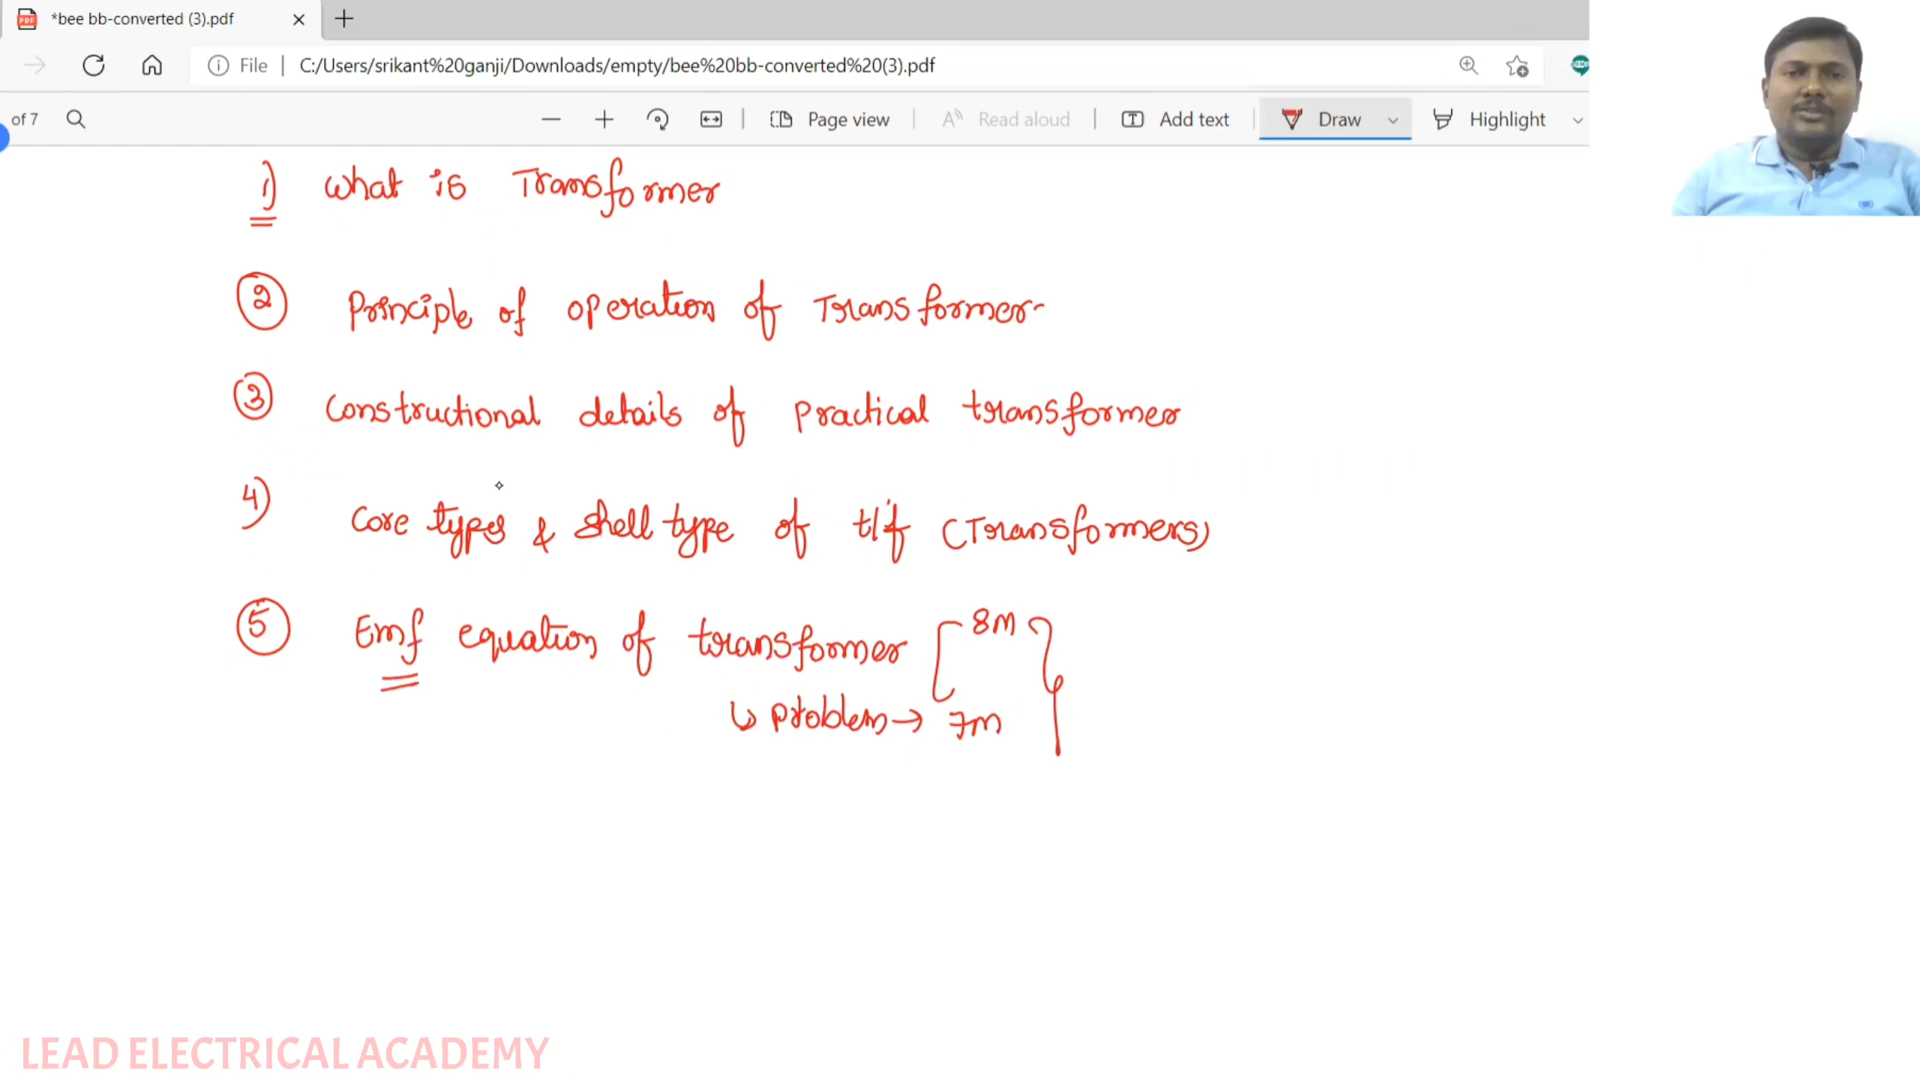 *bee bb-converted (3).pdf
File | C:/Users/srikant%20ganji/Downloads/empty/bee%20bb-converted%20(3).pdf
of 7
Page view
Read aloud
Add text
Draw
Highlight
1) What is Transformer
2 Principle of operation of Transformer
3 Constructional details of practical transformer
4) Core types & shell type of t/f (Transformers)
5 Emf equation of transformer [ 8M }
↳ problem → 7M
LEAD ELECTRICAL ACADEMY